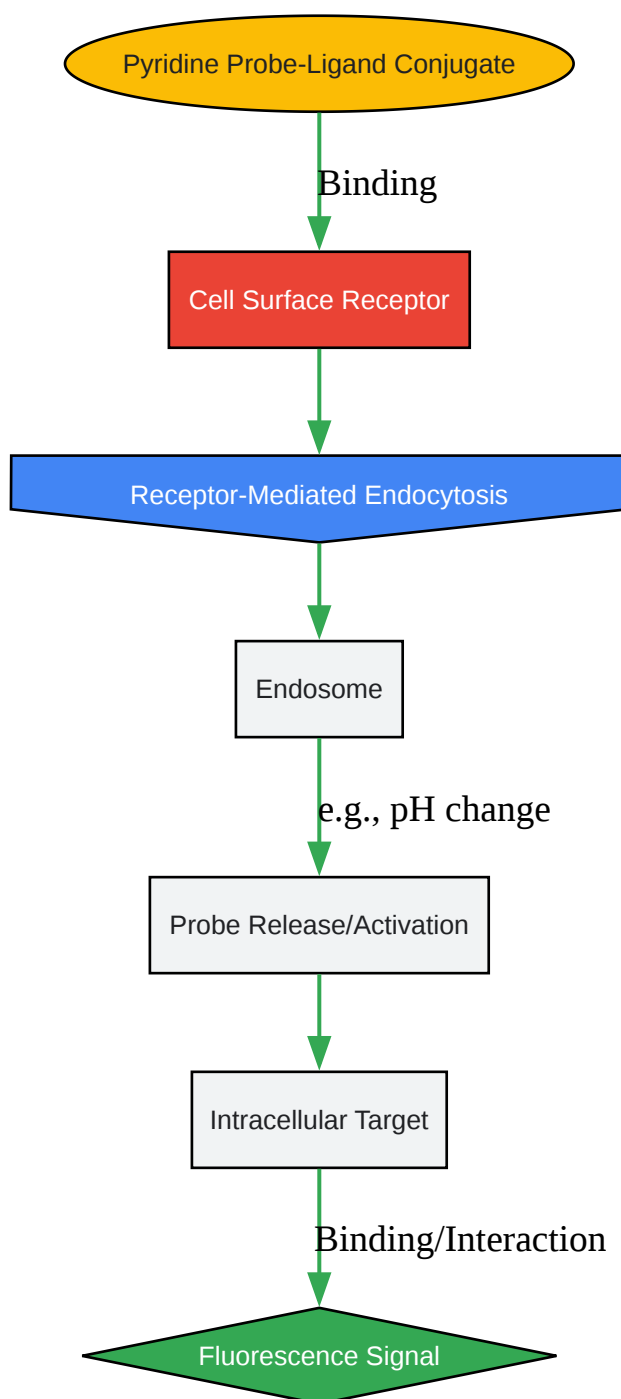 Pyridine Probe-Ligand Conjugate
Binding
Cell Surface Receptor
Receptor-Mediated Endocytosis
Endosome
e.g., pH change
Probe Release/Activation
Intracellular Target
Binding/Interaction
Fluorescence Signal